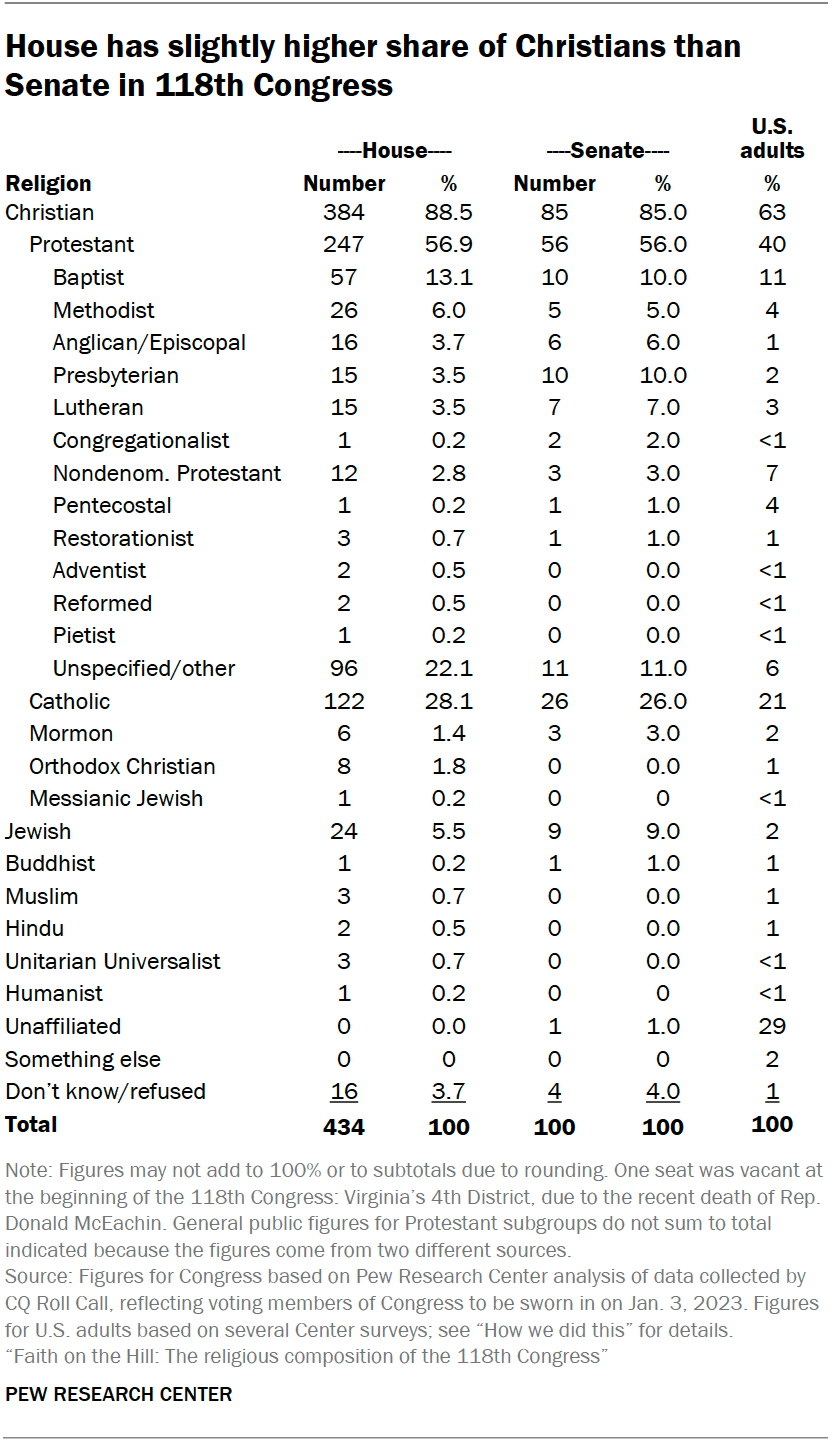 House has slightly higher share of Christians than
Senate in 118th Congress
U.S.
----House---- ----Senate---- adults
Religion Number % Number % %
Christian 384 88.5 85 85.0 63
Protestant 247 56.9 56 56.0 40
Baptist 57 13.1 10 10.0 11
Methodist 26 6.0 5 5.0 4
Anglican/Episcopal 16 3.7 6 6.0 1
Presbyterian 15 3.5 10 10.0 2
Lutheran 15 3.5 7 7.0 3
Congregationalist 1 0.2 2 2.0 <1
Nondenom. Protestant 12 2.8 3 3.0 7
Pentecostal 1 0.2 1 1.0 4
Restorationist 3 0.7 1 1.0 1
Adventist 2 0.5 0 0.0 <1
Reformed 2 0.5 0 0.0 <1
Pietist 1 0.2 0 0.0 <1
Unspecified/other 96 22.1 11 11.0 6
Catholic 122 28.1 26 26.0 21
Mormon 6 1.4 3 3.0 2
Orthodox Christian 8 1.8 0 0.0 1
Messianic Jewish 1 0.2 0 0 <1
Jewish 24 5.5 9 9.0 2
Buddhist 1 0.2 1 1.0 1
Muslim 3 0.7 0 0.0 1
Hindu 2 0.5 0 0.0 1
Unitarian Universalist 3 0.7 0 0.0 <1
Humanist 1 0.2 0 0 <1
Unaffiliated 0 0.0 1 1.0 29
Something else 0 0 0 0 2
Don’t know/refused 16 3.7 4 4.0 1
Total 434 100 100 100 100
Note: Figures may not add to 100% or to subtotals due to rounding. One seat was vacant at
the beginning of the 118th Congress: Virginia’s 4th District, due to the recent death of Rep.
Donald McEachin. General public figures for Protestant subgroups do not sum to total
indicated because the figures come from two different sources.
Source: Figures for Congress based on Pew Research Center analysis of data collected by
CQ Roll Call, reflecting voting members of Congress to be sworn in on Jan. 3, 2023. Figures
for U.S. adults based on several Center surveys; see “How we did this” for details.
“Faith on the Hill: The religious composition of the 118th Congress”
PEW RESEARCH CENTER